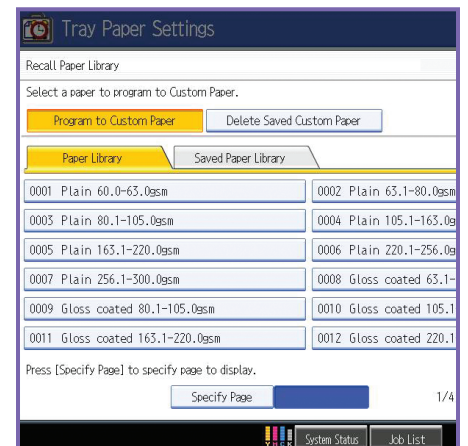 Tray Paper Settings
Recall Paper Library
Select a paper to program to Custom Paper.
Program to Custom Paper Delete Saved Custom Paper
Paper Library Saved Paper Library
0001 Plain 60.0-63.0gsm 0002 Plain 63.1-80.0gsm
0003 Plain 80.1-105.0gsm 0004 Plain 105.1-163.0g
0005 Plain 163.1-220.0gsm 0006 Plain 220.1-256.0g
0007 Plain 256.1-300.0gsm 0008 Gloss coated 63.1-
0009 Gloss coated 80.1-105.0gsm 0010 Gloss coated 105.1
0011 Gloss coated 163.1-220.0gsm 0012 Gloss coated 220.1
Press [Specify Page] to specify page to display.
Specify Page 1/4
Y M C K System Status Job List